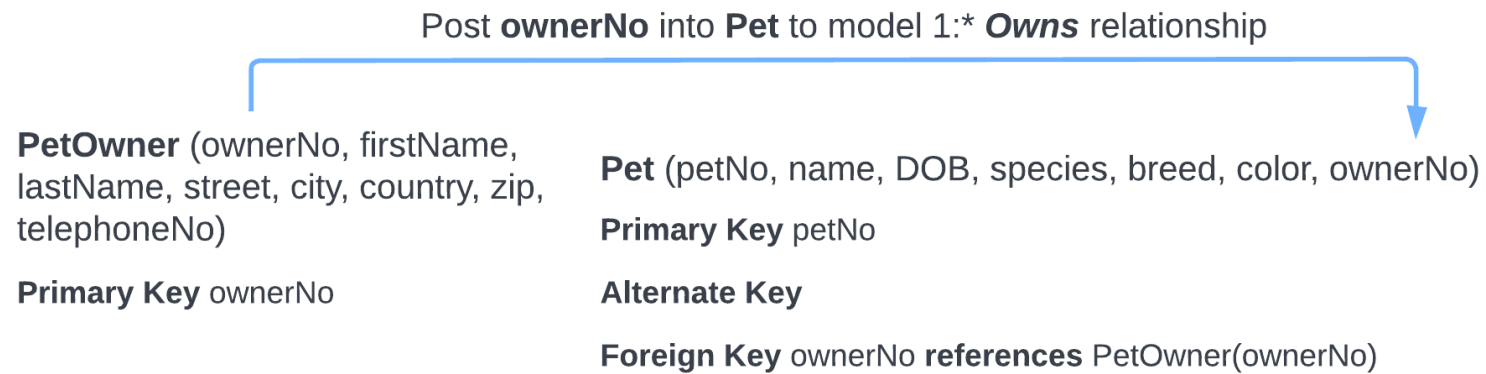 Post ownerNo into Pet to model 1:* Owns relationship
PetOwner (ownerNo, firstName,
lastName, street, city, country, zip,
telephoneNo)
Primary Key ownerNo
Pet (petNo, name, DOB, species, breed, color, ownerNo)
Primary Key petNo
Alternate Key
Foreign Key ownerNo references PetOwner(ownerNo)